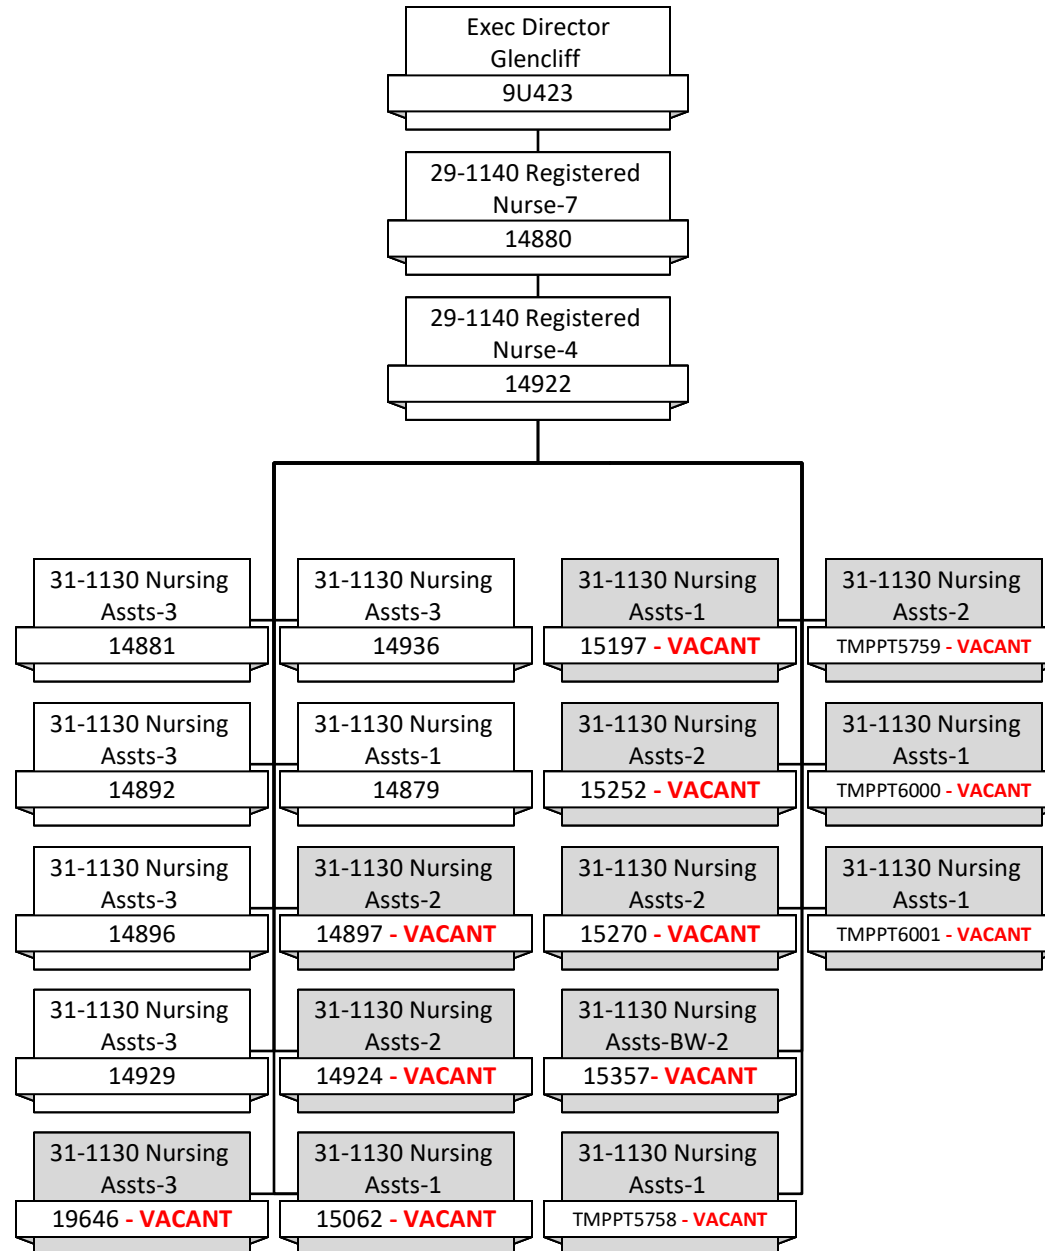 Exec Director
Glencliff
9U423
29-1140 Registered
Nurse-7
14880
29-1140 Registered
Nurse-4
14922
31-1130 Nursing
Assts-3
14881
31-1130 Nursing
Assts-3
14936
31-1130 Nursing
Assts-1
15197 - VACANT
31-1130 Nursing
Assts-2
TMPPT5759 - VACANT
31-1130 Nursing
Assts-3
14892
31-1130 Nursing
Assts-1
14879
31-1130 Nursing
Assts-2
15252 - VACANT
31-1130 Nursing
Assts-1
TMPPT6000 - VACANT
31-1130 Nursing
Assts-3
14896
31-1130 Nursing
Assts-2
14897 - VACANT
31-1130 Nursing
Assts-2
15270 - VACANT
31-1130 Nursing
Assts-1
TMPPT6001 - VACANT
31-1130 Nursing
Assts-3
14929
31-1130 Nursing
Assts-2
14924 - VACANT
31-1130 Nursing
Assts-BW-2
15357- VACANT
31-1130 Nursing
Assts-3
19646 - VACANT
31-1130 Nursing
Assts-1
15062 - VACANT
31-1130 Nursing
Assts-1
TMPPT5758 - VACANT